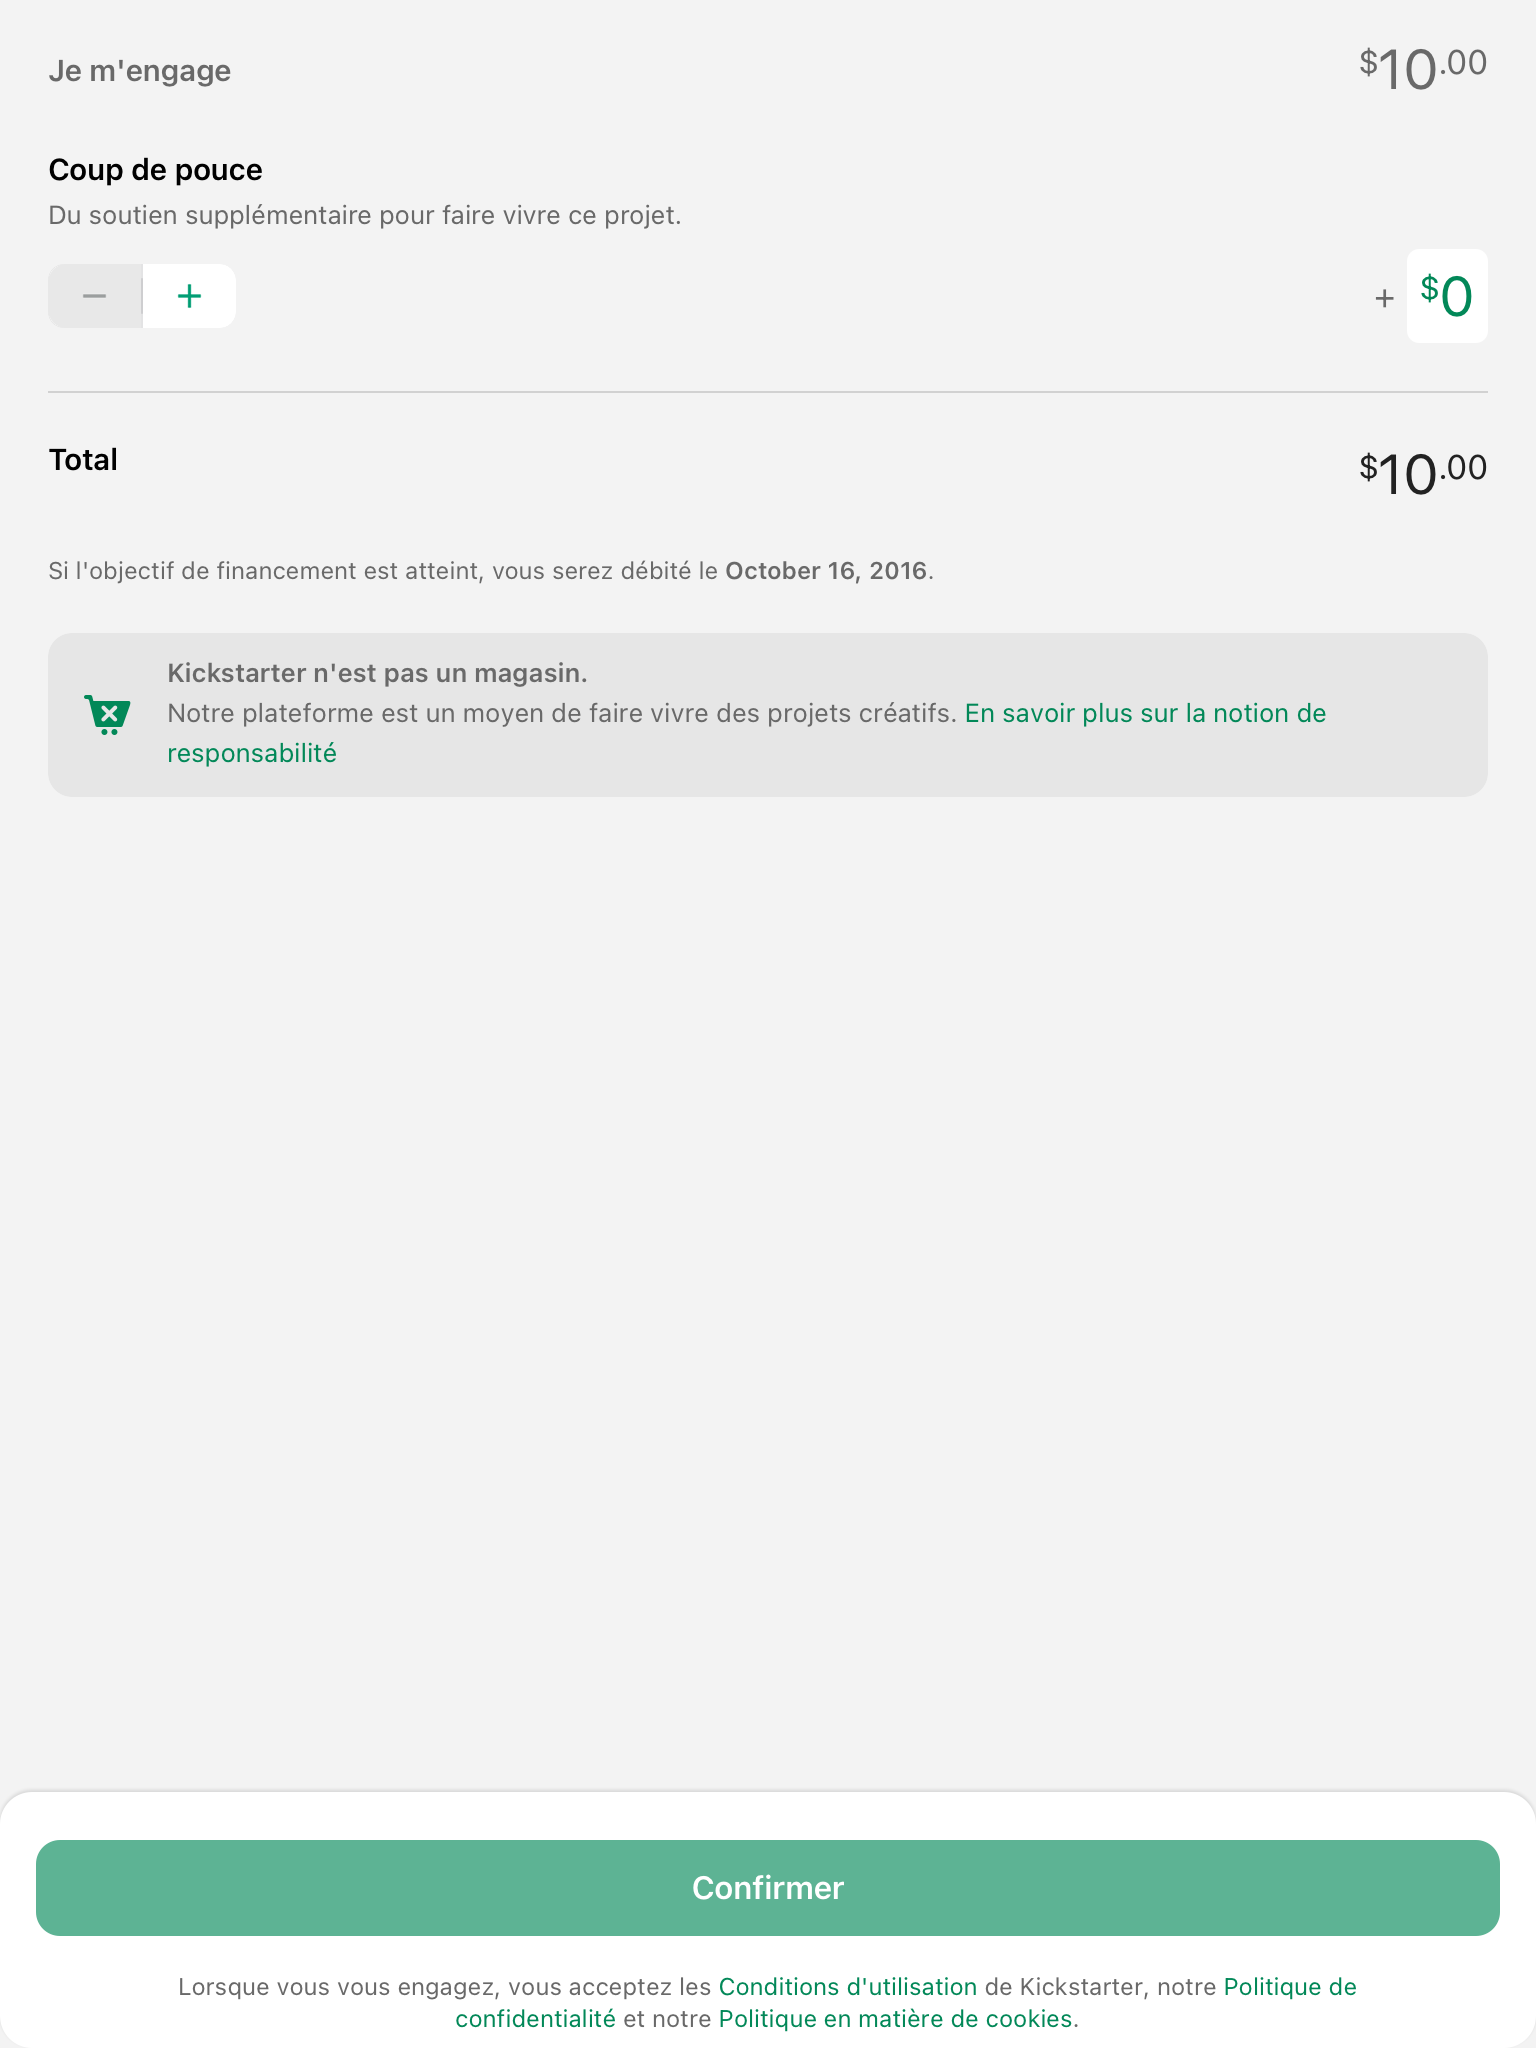 Je m'engage $10.00
Coup de pouce
Du soutien supplémentaire pour faire vivre ce projet.
− + + $0
Total $10.00
Si l'objectif de financement est atteint, vous serez débité le October 16, 2016.
Kickstarter n'est pas un magasin.
Notre plateforme est un moyen de faire vivre des projets créatifs. En savoir plus sur la notion de
responsabilité
Confirmer
Lorsque vous vous engagez, vous acceptez les Conditions d'utilisation de Kickstarter, notre Politique de
confidentialité et notre Politique en matière de cookies.